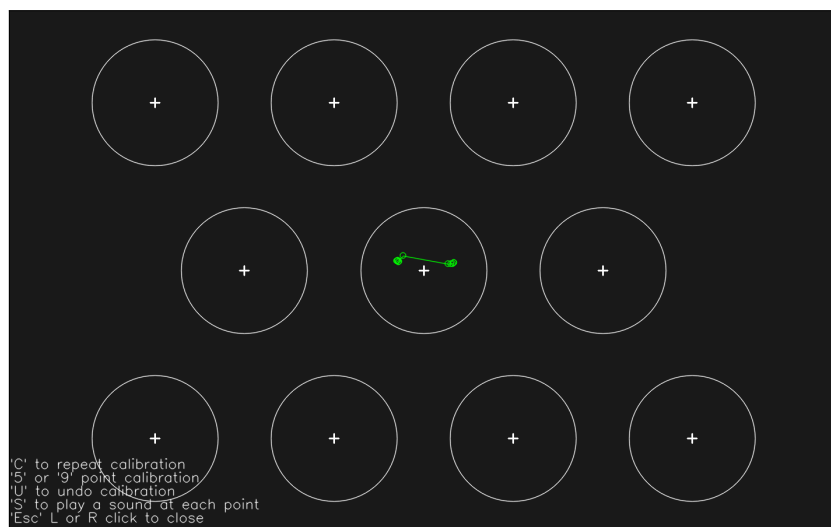 'C' to repeat calibration
'5' or '9' point calibration
'U' to undo calibration
'S' to play a sound at each point
'Esc' L or R click to close